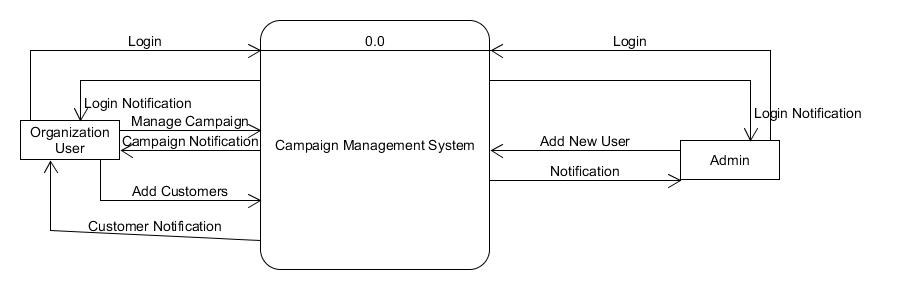 Login
0.0
Login
Login Notification
Login Notification
Manage Campaign
Organization
User
Campaign Notification
Campaign Management System
Add New User
Admin
Notification
Add Customers
Customer Notification